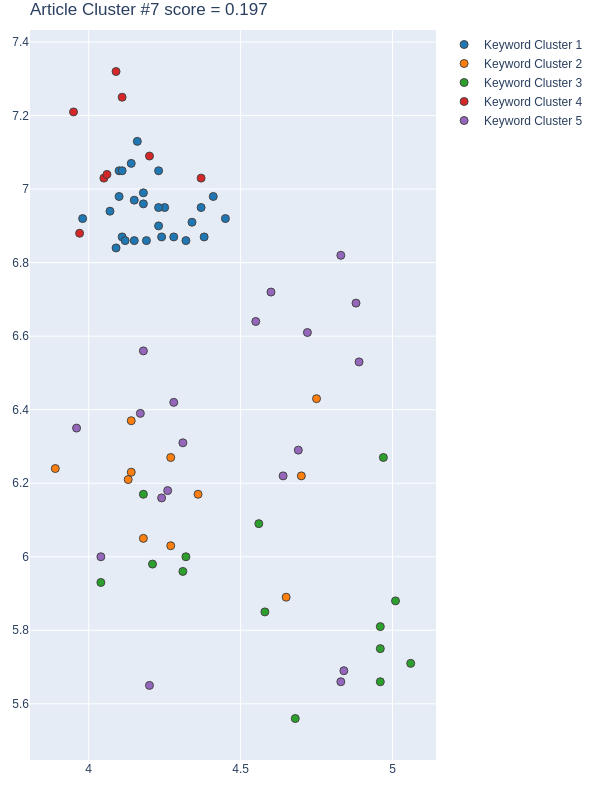 Article Cluster #7 score = 0.197
7.4
7.2
7
6.8
6.6
6.4
6.2
6
5.8
5.6
4
4.5
5
Keyword Cluster 1
Keyword Cluster 2
Keyword Cluster 3
Keyword Cluster 4
Keyword Cluster 5